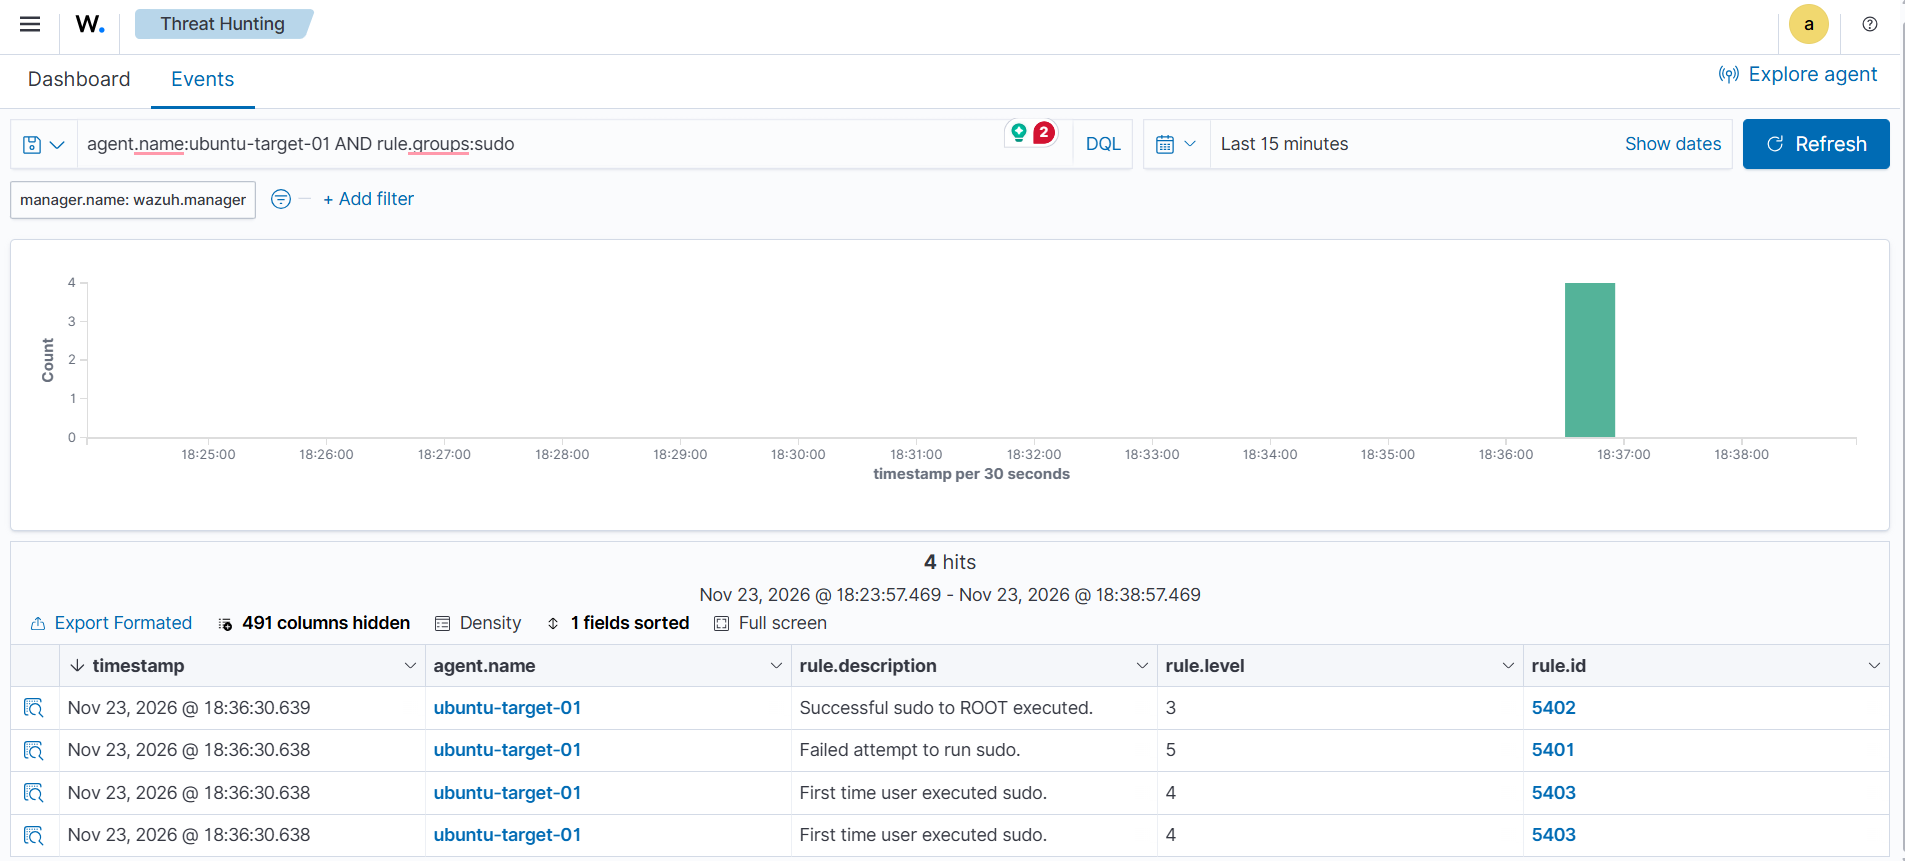 W. Threat Hunting a
Dashboard Events Explore agent
agent.name:ubuntu-target-01 AND rule.groups:sudo 2 DQL Last 15 minutes Show dates Refresh
manager.name: wazuh.manager + Add filter
4
3
2
1
0
Count
18:25:00 18:26:00 18:27:00 18:28:00 18:29:00 18:30:00 18:31:00 18:32:00 18:33:00 18:34:00 18:35:00 18:36:00 18:37:00 18:38:00
timestamp per 30 seconds
4 hits
Nov 23, 2026 @ 18:23:57.469 - Nov 23, 2026 @ 18:38:57.469
Export Formated 491 columns hidden Density 1 fields sorted Full screen
timestamp agent.name rule.description rule.level rule.id
Nov 23, 2026 @ 18:36:30.639 ubuntu-target-01 Successful sudo to ROOT executed. 3 5402
Nov 23, 2026 @ 18:36:30.638 ubuntu-target-01 Failed attempt to run sudo. 5 5401
Nov 23, 2026 @ 18:36:30.638 ubuntu-target-01 First time user executed sudo. 4 5403
Nov 23, 2026 @ 18:36:30.638 ubuntu-target-01 First time user executed sudo. 4 5403